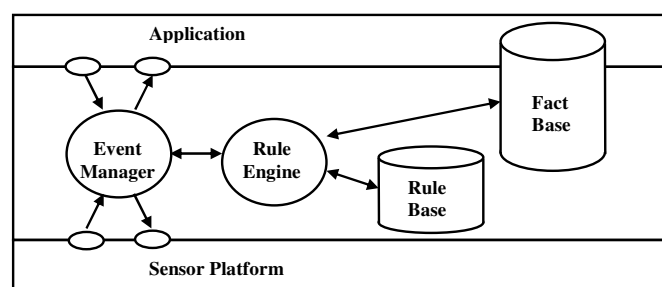 Application
Event
Manager
Rule
Engine
Fact
Base
Rule
Base
Sensor Platform